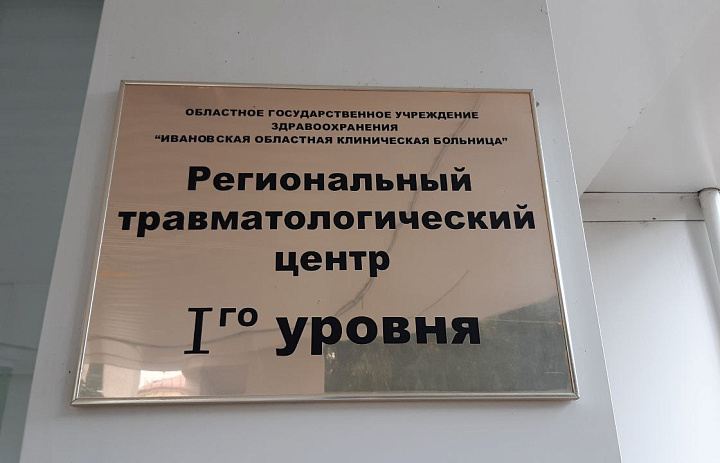 ОБЛАСТНОЕ ГОСУДАРСТВЕННОЕ УЧРЕЖДЕНИЕ
ЗДРАВООХРАНЕНИЯ
“ИВАНОВСКАЯ ОБЛАСТНАЯ КЛИНИЧЕСКАЯ БОЛЬНИЦА”
Региональный
травматологический
центр
Iго уровня